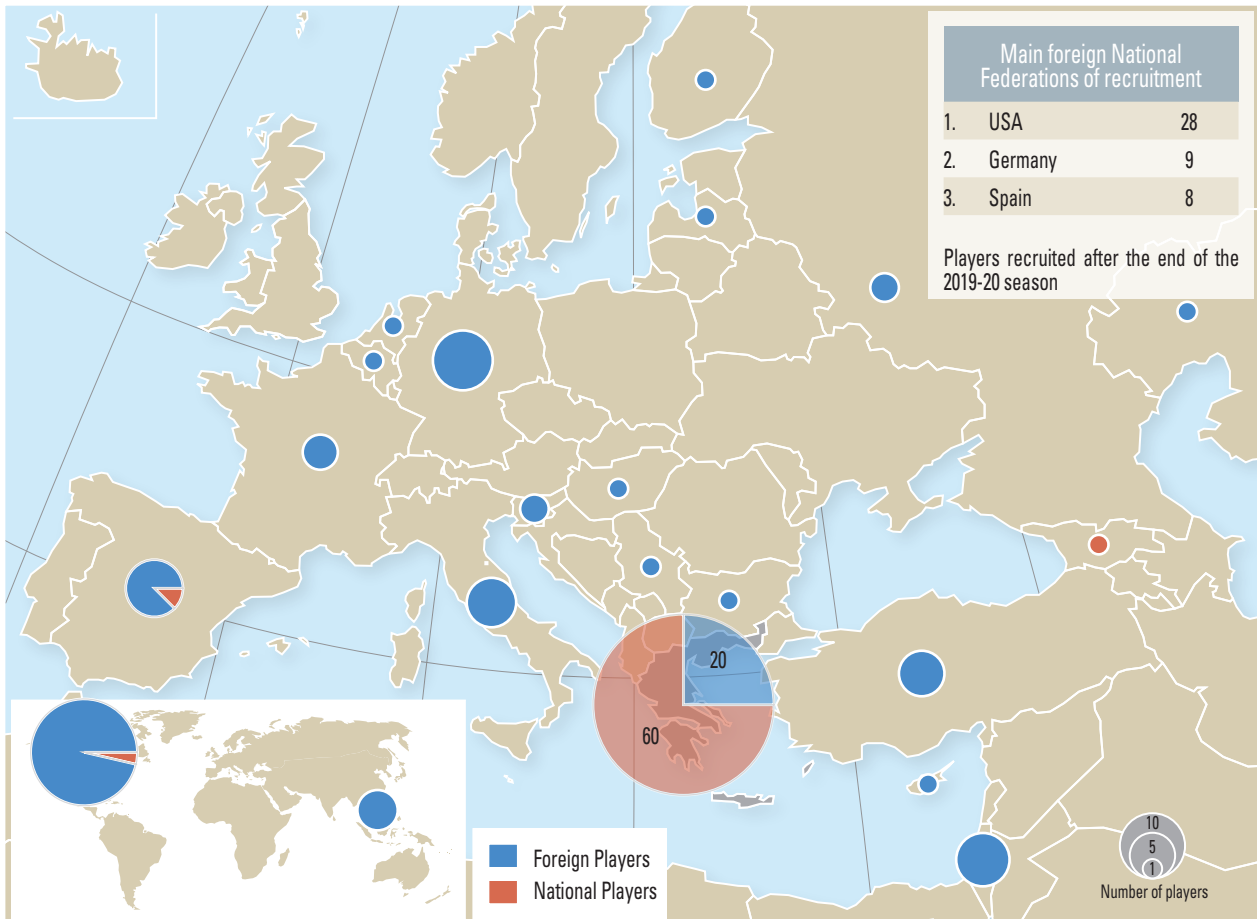 Main foreign National
Federations of recruitment
1. USA 28
2. Germany 9
3. Spain 8
Players recruited after the end of the
2019-20 season
20
60
Foreign Players
National Players
10
5
1
Number of players